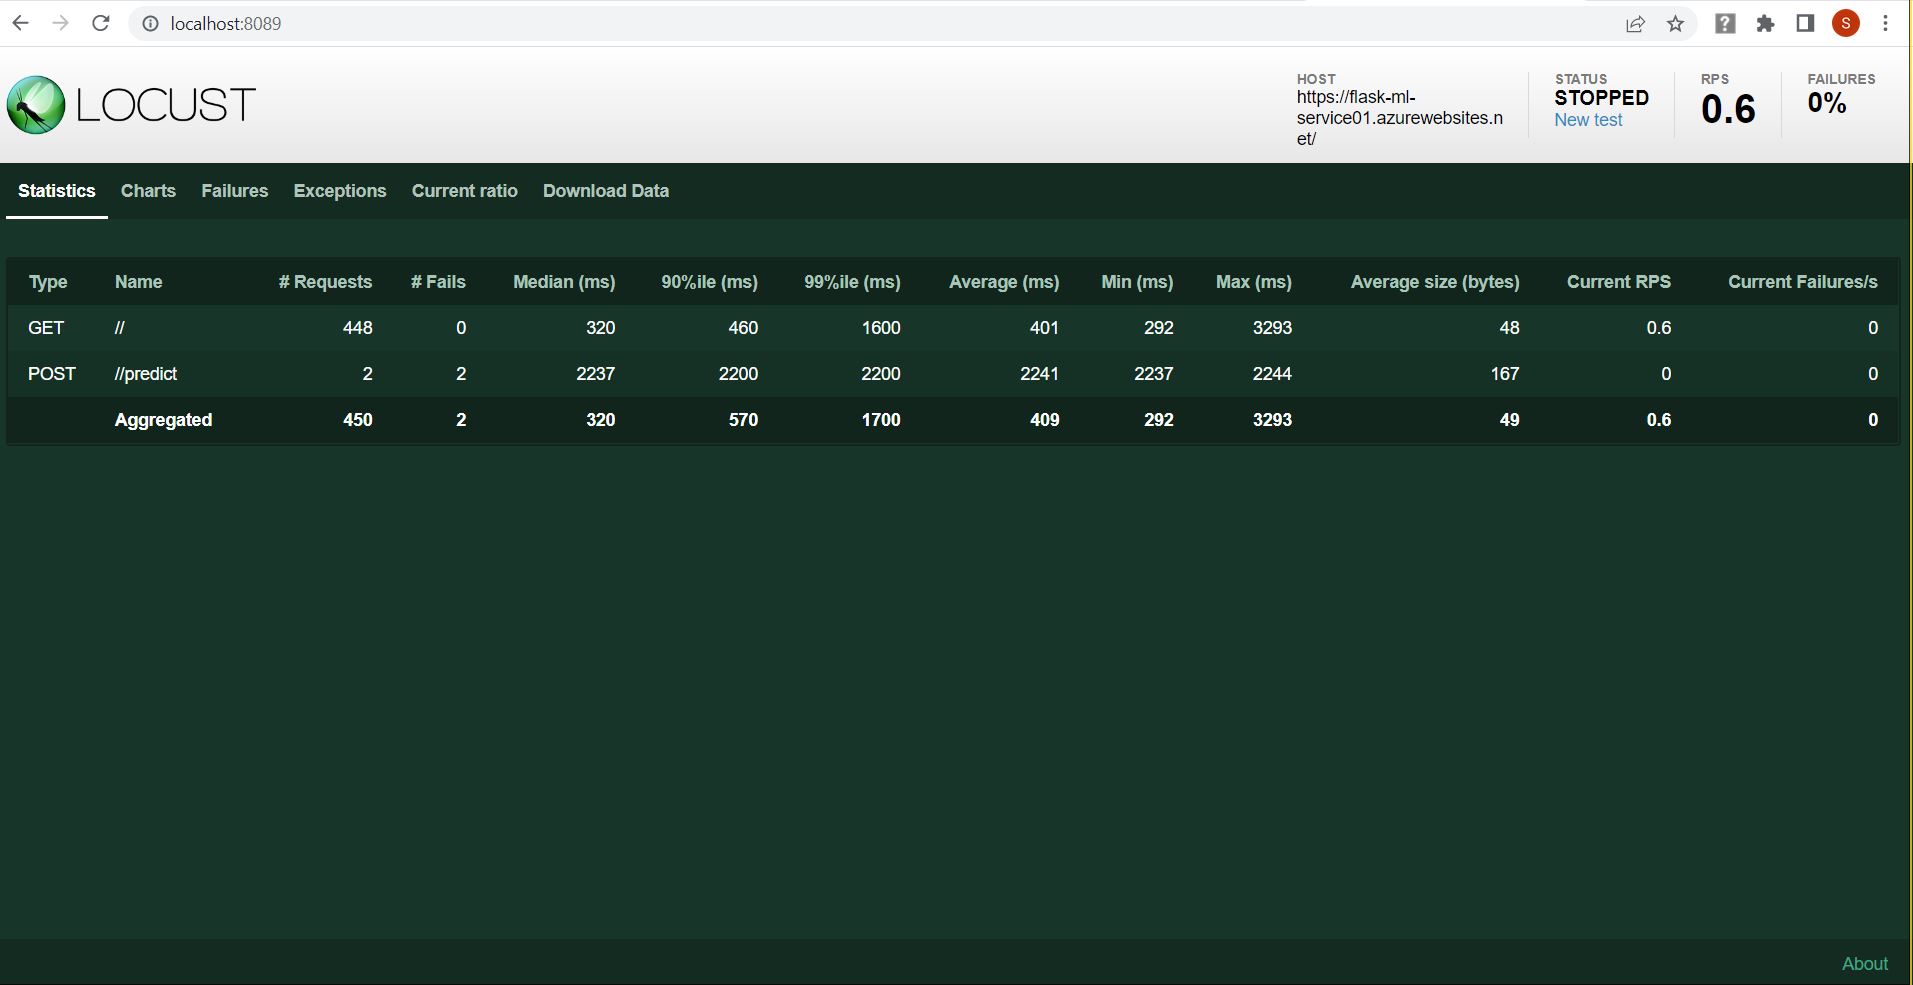 localhost:8089
S
LOCUST
HOST
https://flask-ml-
service01.azurewebsites.n
et/
STATUS
STOPPED
New test
RPS
0.6
FAILURES
0%
Statistics Charts Failures Exceptions Current ratio Download Data
Type Name # Requests # Fails Median (ms) 90%ile (ms) 99%ile (ms) Average (ms) Min (ms) Max (ms) Average size (bytes) Current RPS Current Failures/s
GET // 448 0 320 460 1600 401 292 3293 48 0.6 0
POST //predict 2 2 2237 2200 2200 2241 2237 2244 167 0 0
Aggregated 450 2 320 570 1700 409 292 3293 49 0.6 0
About